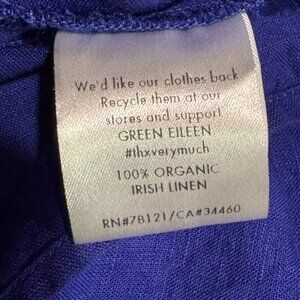 We'd like our clothes back
Recycle them at our
stores and support
GREEN EILEEN
#thxverymuch
100% ORGANIC
IRISH LINEN
RN#78121/CA#34460